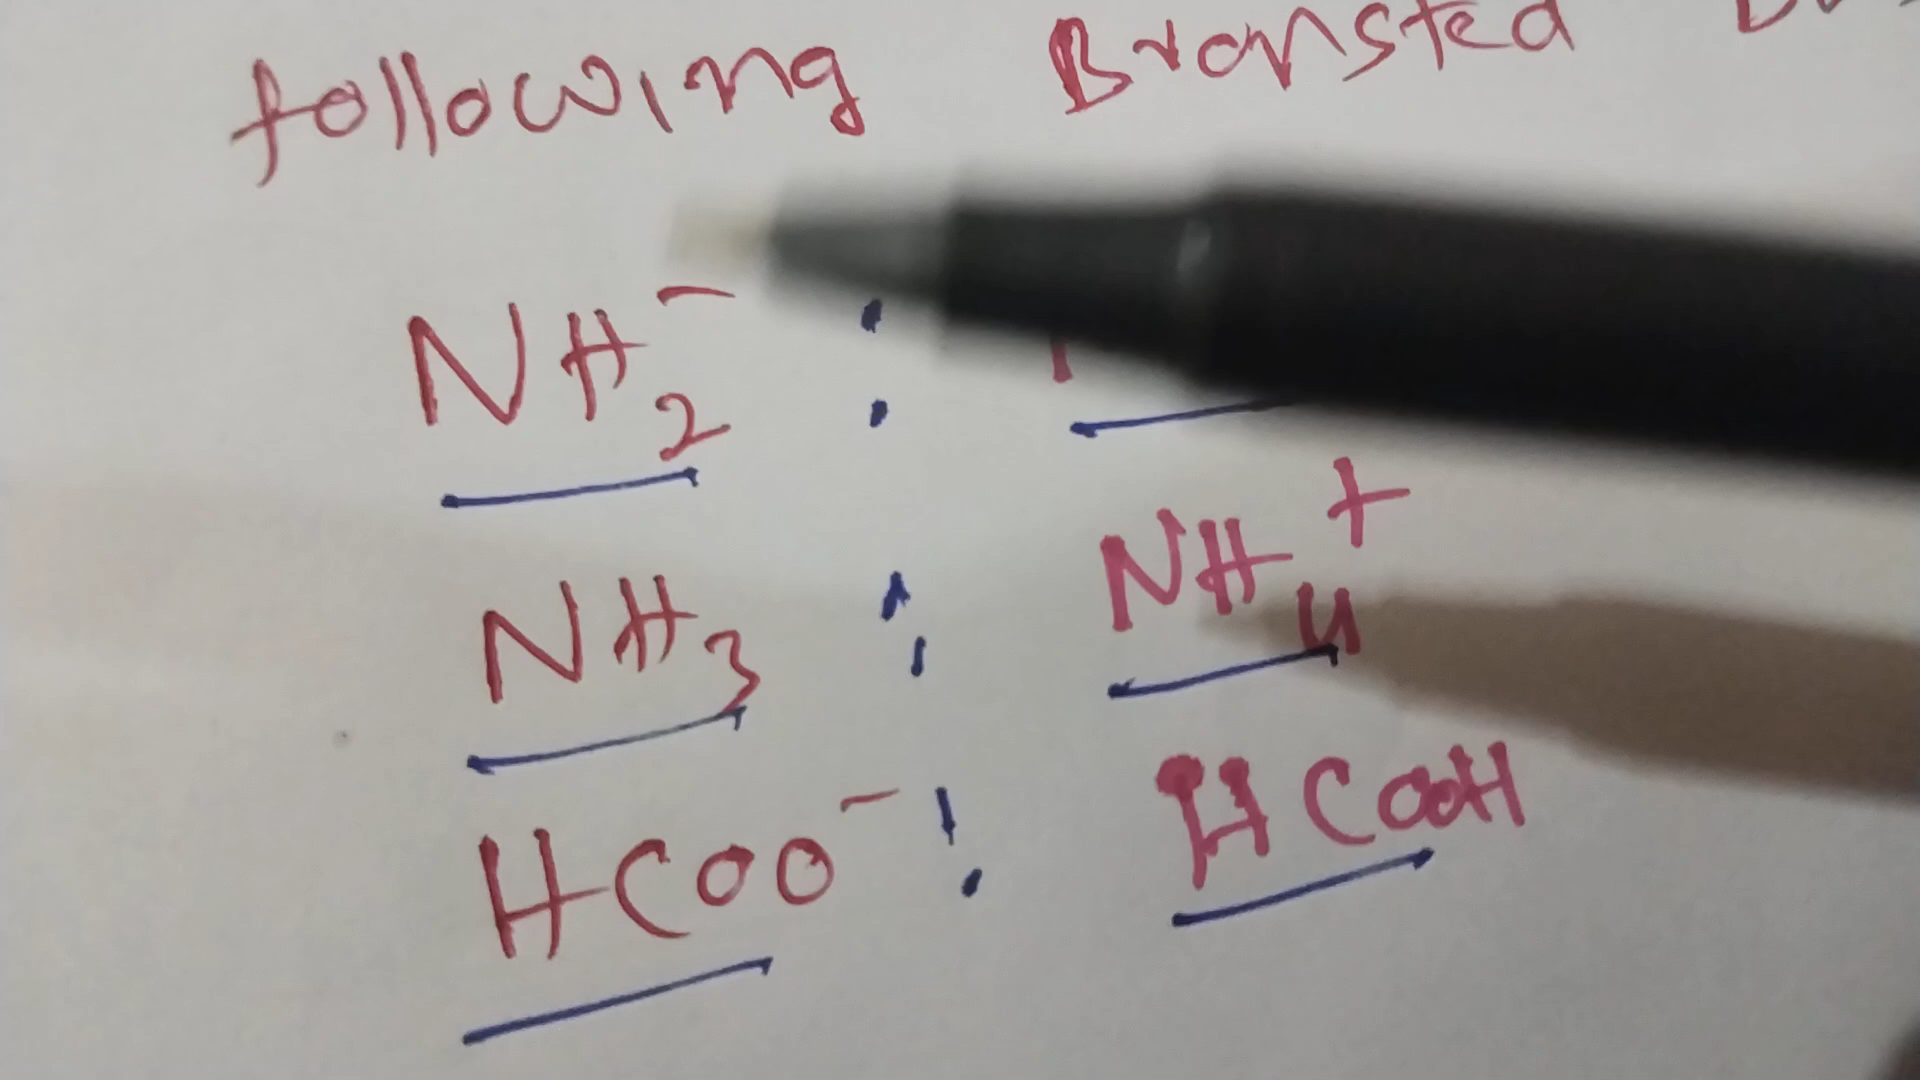 following Bronsted
NH2⁻ :
NH3 : NH4⁺
HCOO⁻ : HCOOH